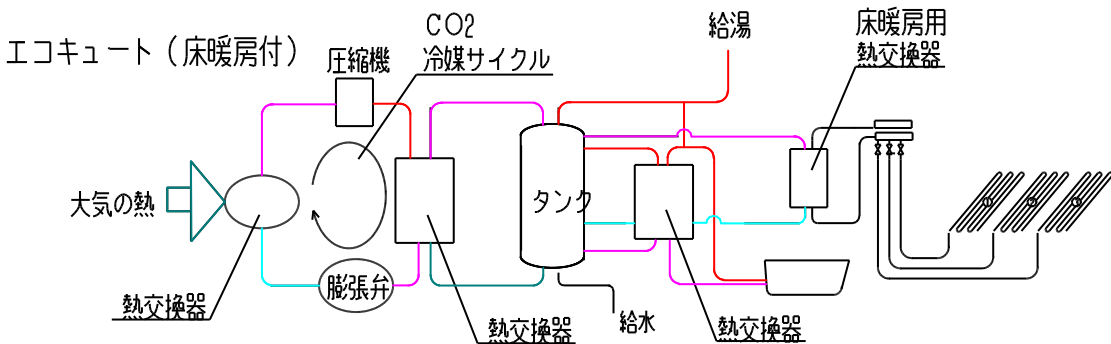 エコキュート（床暖房付）
圧縮機
CO2
冷媒サイクル
給湯
床暖房用
熱交換器
大気の熱
タンク
膨張弁
熱交換器
熱交換器
給水
熱交換器